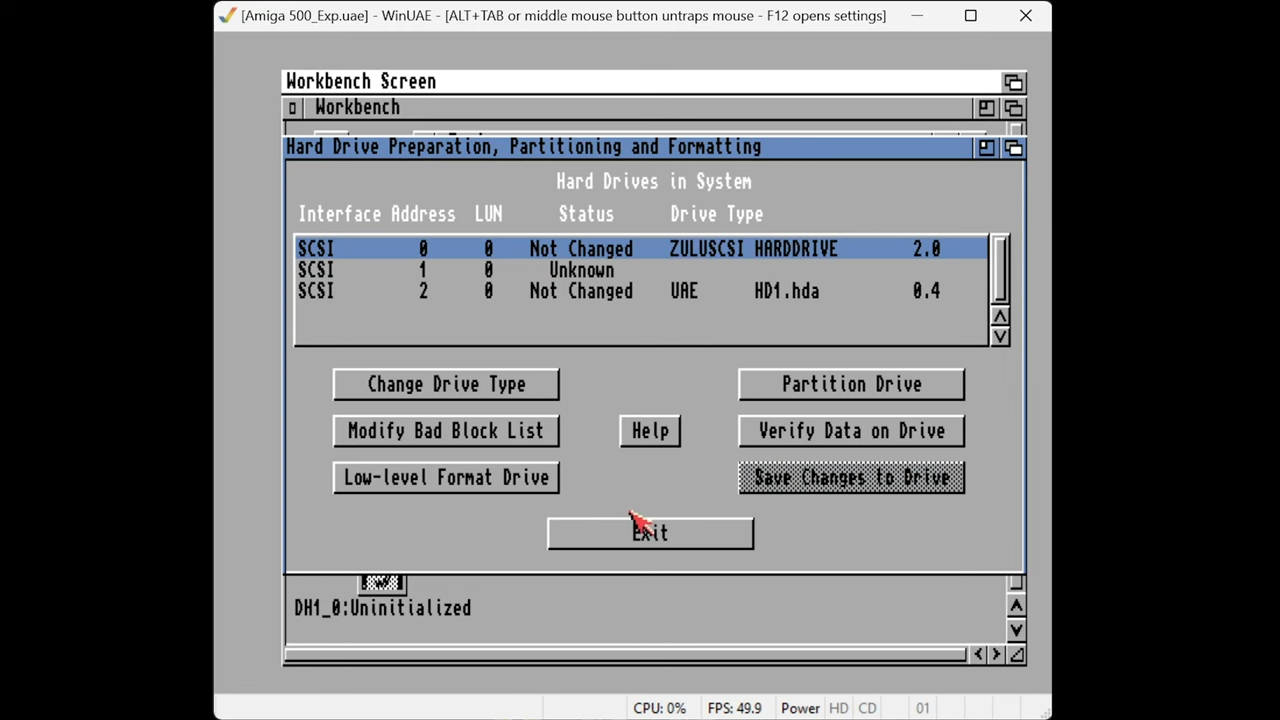 [Amiga 500_Exp.uae] - WinUAE - [ALT+TAB or middle mouse button untraps mouse - F12 opens settings]
Workbench Screen
Workbench
Hard Drive Preparation, Partitioning and Formatting
Hard Drives in System
Interface Address LUN Status Drive Type
SCSI 0 0 Not Changed ZULUSCSI HARDDRIVE 2.0
SCSI 1 0 Unknown
SCSI 2 0 Not Changed UAE HD1.hda 0.4
Change Drive Type Partition Drive
Modify Bad Block List Help Verify Data on Drive
Low-level Format Drive Save Changes to Drive
Exit
DH1_0:Uninitialized
CPU: 0% FPS: 49.9 Power HD CD 01